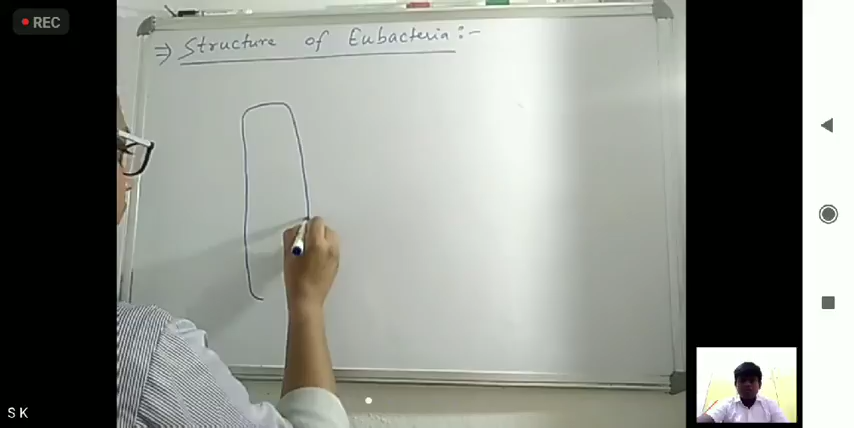 REC
⇒ Structure of Eubacteria :-
S K